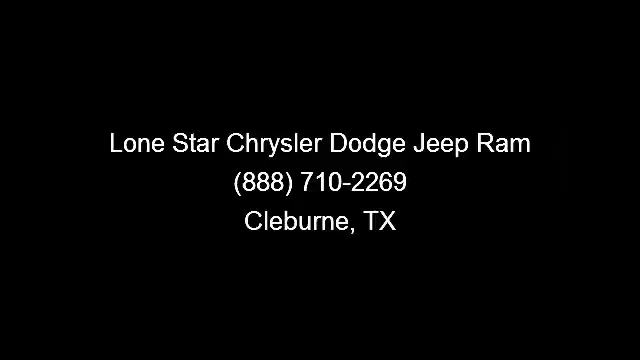 Lone Star Chrysler Dodge Jeep Ram
(888) 710-2269
Cleburne, TX